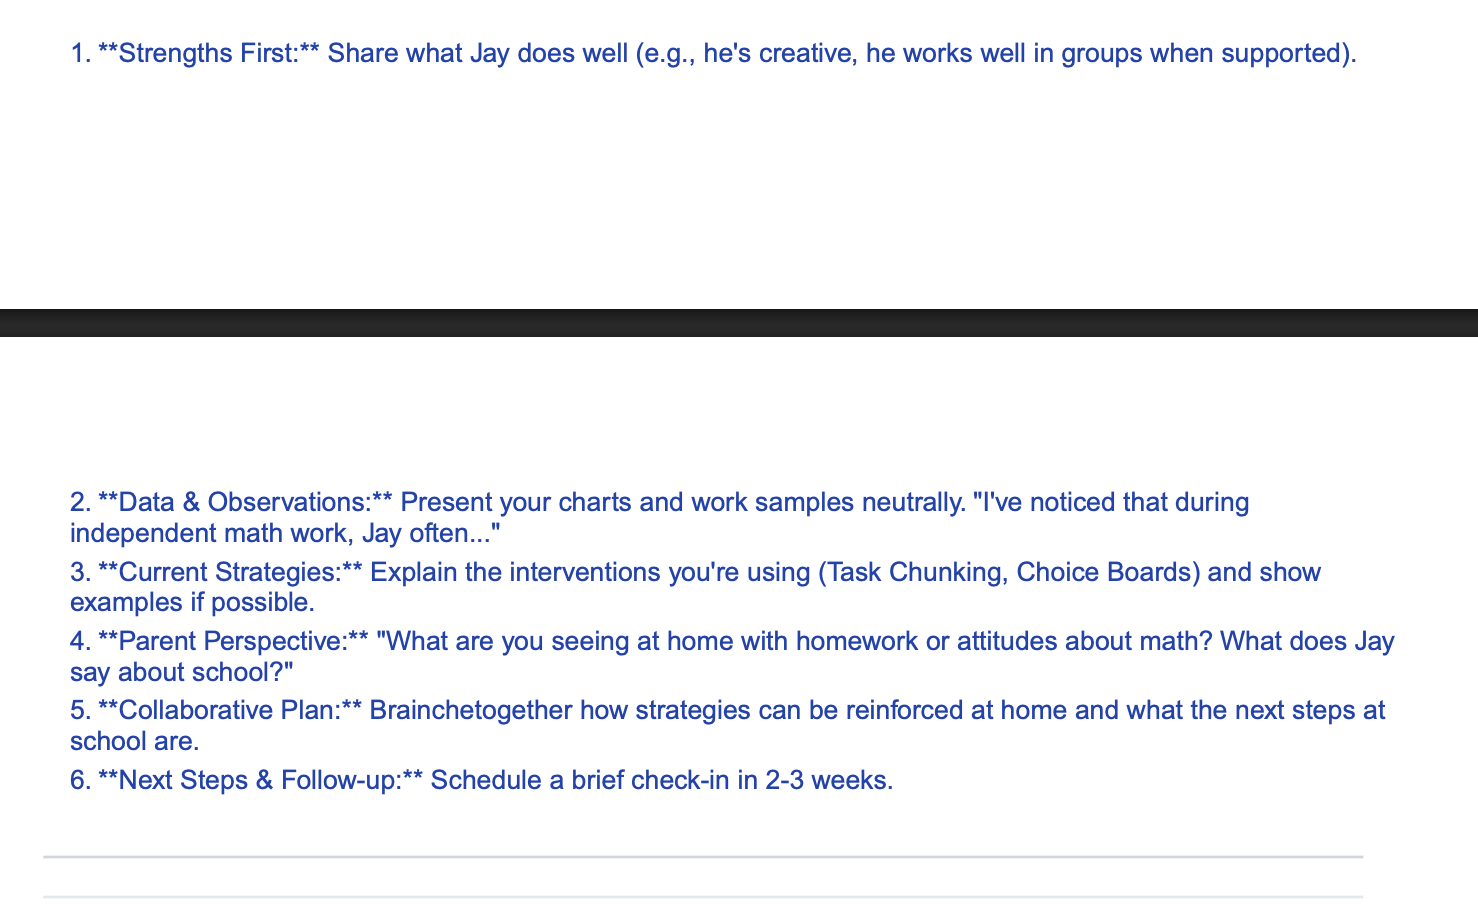 1. **Strengths First:** Share what Jay does well (e.g., he's creative, he works well in groups when supported).
2. **Data & Observations:** Present your charts and work samples neutrally. "I've noticed that during
independent math work, Jay often..."
3. **Current Strategies:** Explain the interventions you're using (Task Chunking, Choice Boards) and show
examples if possible.
4. **Parent Perspective:** "What are you seeing at home with homework or attitudes about math? What does Jay
say about school?"
5. **Collaborative Plan:** Brainchetogether how strategies can be reinforced at home and what the next steps at
school are.
6. **Next Steps & Follow-up:** Schedule a brief check-in in 2-3 weeks.